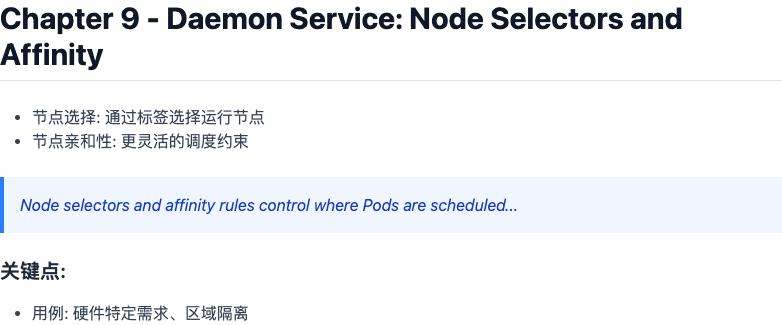 Chapter 9 - Daemon Service: Node Selectors and
Affinity
节点选择: 通过标签选择运行节点
节点亲和性: 更灵活的调度约束
Node selectors and affinity rules control where Pods are scheduled...
关键点:
用例: 硬件特定需求、区域隔离